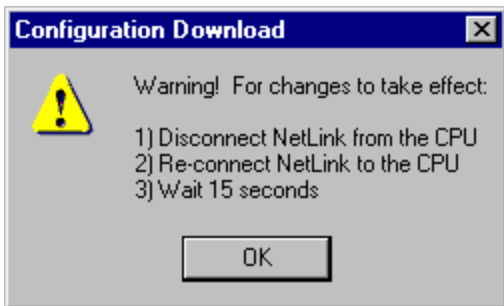 Configuration Download
Warning!  For changes to take effect:
1) Disconnect NetLink from the CPU
2) Re-connect NetLink to the CPU
3) Wait 15 seconds
OK